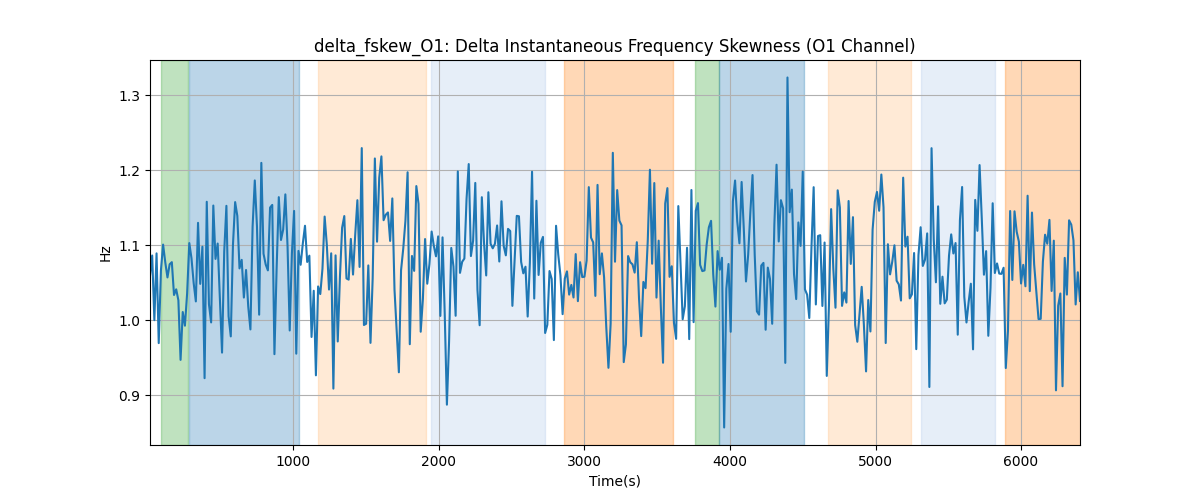 delta_fskew_O1: Delta Instantaneous Frequency Skewness (O1 Channel)
Hz
1.3
1.2
1.1
1.0
0.9
1000 2000 3000 4000 5000 6000
Time(s)